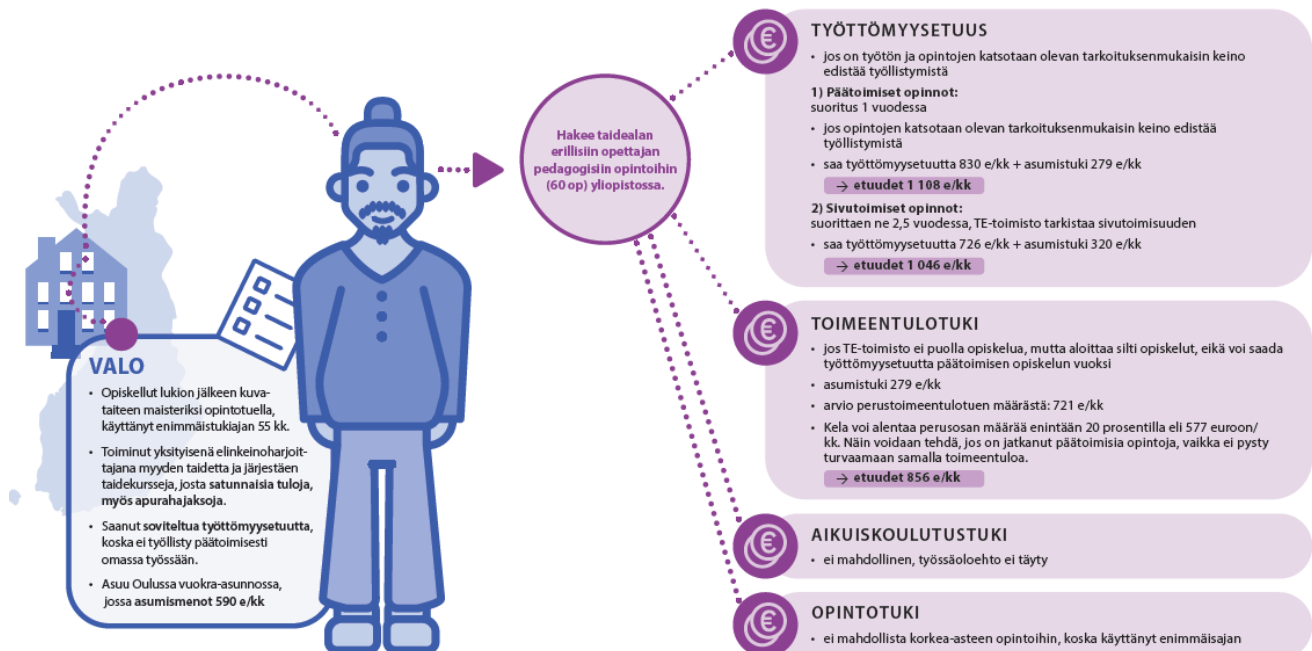 VALO
• Opiskellut lukion jälkeen kuva-
taiteen maisteriksi opintotuella,
käyttänyt enimmäistukiajan 55 kk.
• Toiminut yksityisenä elinkeinoharjoit-
tajana myyden taidetta ja järjestäen
taidekursseja, josta satunnaisia tuloja,
myös apurahajaksoja.
• Saanut soviteltua työttömyysetuutta,
koska ei työllisty päätoimisesti
omassa työssään.
• Asuu Oulussa vuokra-asunnossa,
jossa asumismenot 590 e/kk
Hakee taidealan
erillisiin opettajan
pedagogisiin opintoihin
(60 op) yliopistossa.
TYÖTTÖMYYSETUUS
• jos on työtön ja opintojen katsotaan olevan tarkoituksenmukaisin keino
edistää työllistymistä
1) Päätoimiset opinnot:
suoritus 1 vuodessa
• jos opintojen katsotaan olevan tarkoituksenmukaisin keino edistää
työllistymistä
• saa työttömyysetuutta 830 e/kk + asumistuki 279 e/kk
→ etuudet 1 108 e/kk
2) Sivutoimiset opinnot:
suorittaen ne 2,5 vuodessa, TE-toimisto tarkistaa sivutoimisuuden
• saa työttömyysetuutta 726 e/kk + asumistuki 320 e/kk
→ etuudet 1 046 e/kk
TOIMEENTULOTUKI
• jos TE-toimisto ei puolla opiskelua, mutta aloittaa silti opiskelut, eikä voi saada
työttömyysetuutta päätoimisen opiskelun vuoksi
• asumistuki 279 e/kk
• arvio perustoimeentulotuen määrästä: 721 e/kk
• Kela voi alentaa perusosan määrää enintään 20 prosentilla eli 577 euroon/
kk. Näin voidaan tehdä, jos on jatkanut päätoimisia opintoja, vaikka ei pysty
turvaamaan samalla toimeentuloa.
→ etuudet 856 e/kk
AIKUISKOULUTUSTUKI
• ei mahdollinen, työssäoloehto ei täyty
OPINTOTUKI
• ei mahdollista korkea-asteen opintoihin, koska käyttänyt enimmäisajan